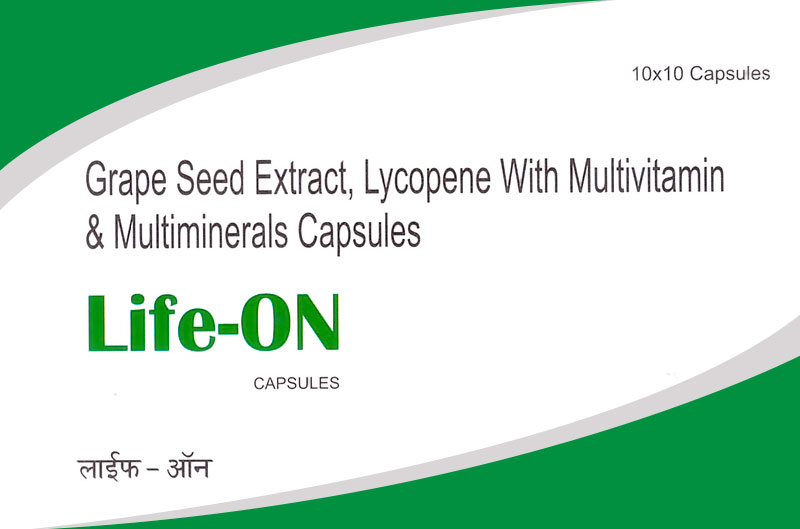 10x10 Capsules
Grape Seed Extract, Lycopene With Multivitamin
& Multiminerals Capsules
Life-ON
CAPSULES
लाईफ – ऑन